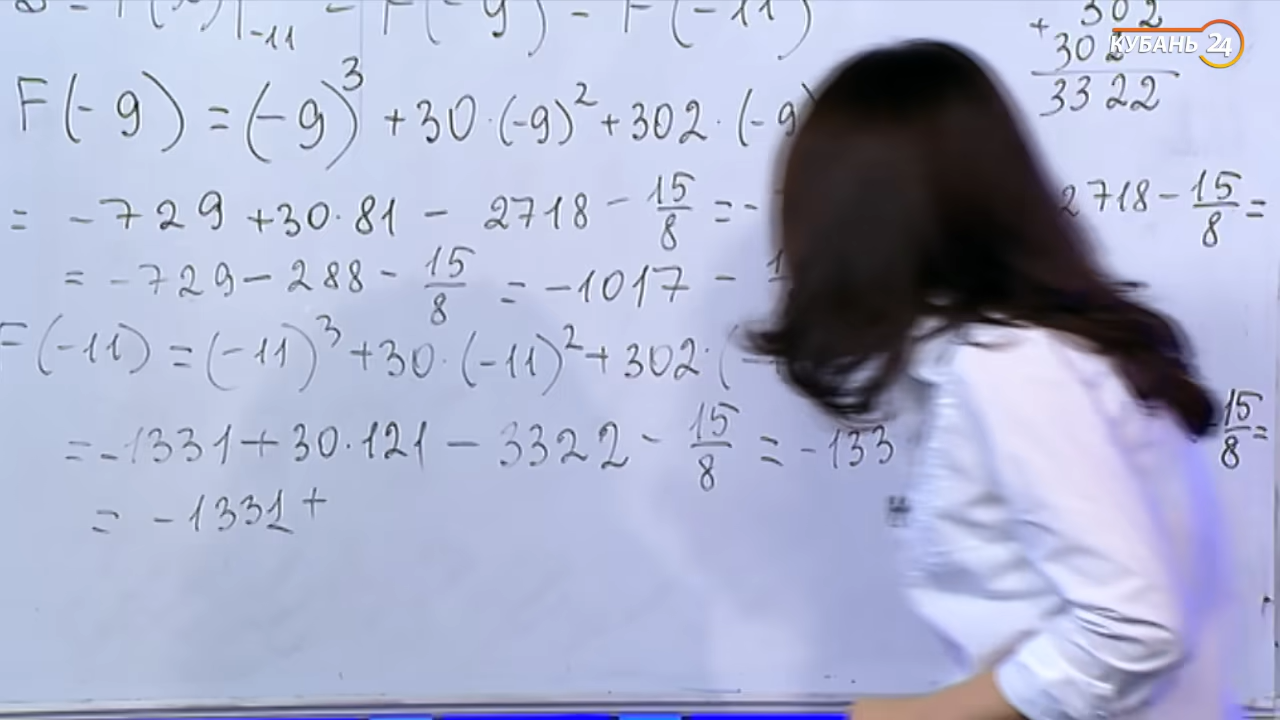 F(x)|₋₁₁ = F(-9) - F(-11)
302
+ 302
3322
КУБАНЬ 24
F(-9) = (-9)³ + 30·(-9)² + 302·(-9
= -729 + 30·81 - 2718 - 15/8 = - 2718 - 15/8 =
= -729 - 288 - 15/8 = -1017 -
F(-11) = (-11)³ + 30·(-11)² + 302·(-
= -1331 + 30·121 - 3322 - 15/8 = -133 - 15/8 =
= -1331 +